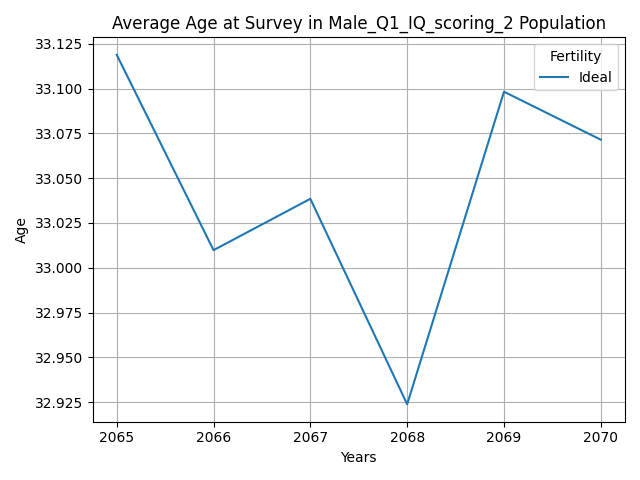 Average Age at Survey in Male_Q1_IQ_scoring_2 Population
33.125
33.100
33.075
33.050
33.025
33.000
32.975
32.950
32.925
Age
Fertility
Ideal
2065 2066 2067 2068 2069 2070
Years